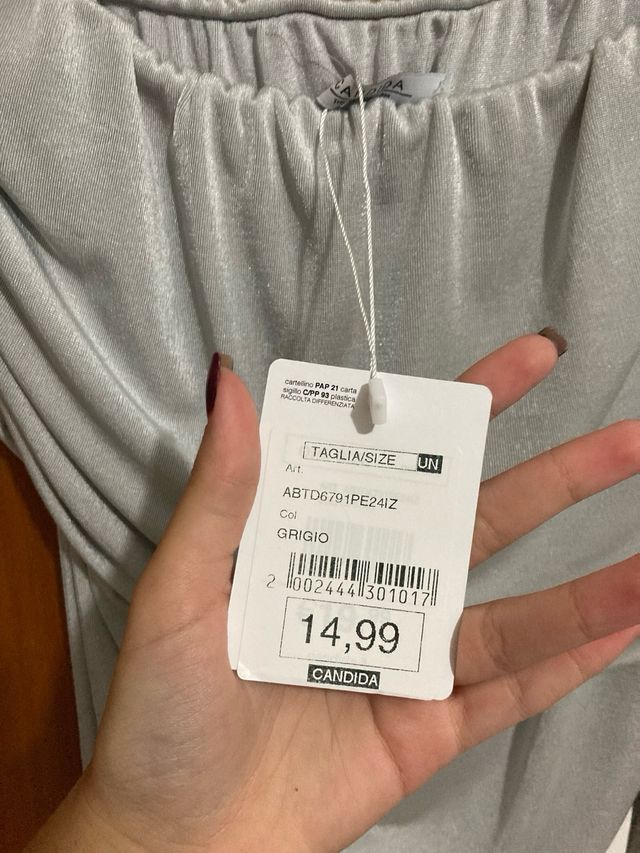 CANDIDA
cartellino PAP 21 carta
sigillo C/PP 93 plastica
RACCOLTA DIFFERENZIATA
TAGLIA/SIZE UN
Art.
ABTD6791PE24IZ
Col
GRIGIO
2 002444 301017
14,99
CANDIDA